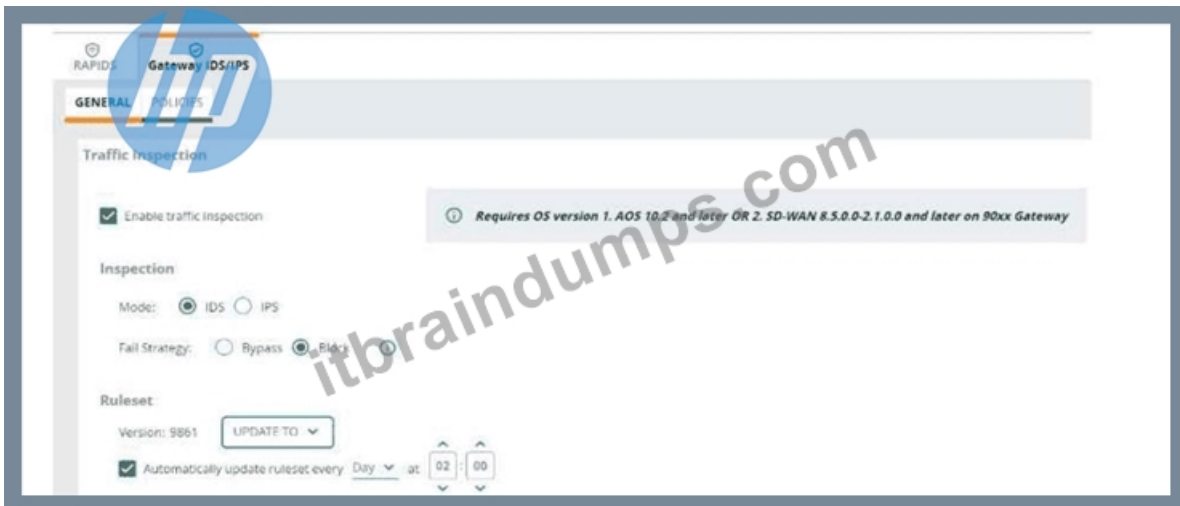 RAPIDS Gateway IDS/IPS
GENERAL POLICIES
Traffic Inspection
Enable traffic inspection
Requires OS version 1. AOS 10.2 and later OR 2. SD-WAN 8.5.0.0-2.1.0.0 and later on 90xx Gateway
Inspection
Mode: IDS IPS
Fail Strategy: Bypass Block
Ruleset
Version: 9861 UPDATE TO
Automatically update ruleset every Day at 02 : 00
hp
itbraindumps.com